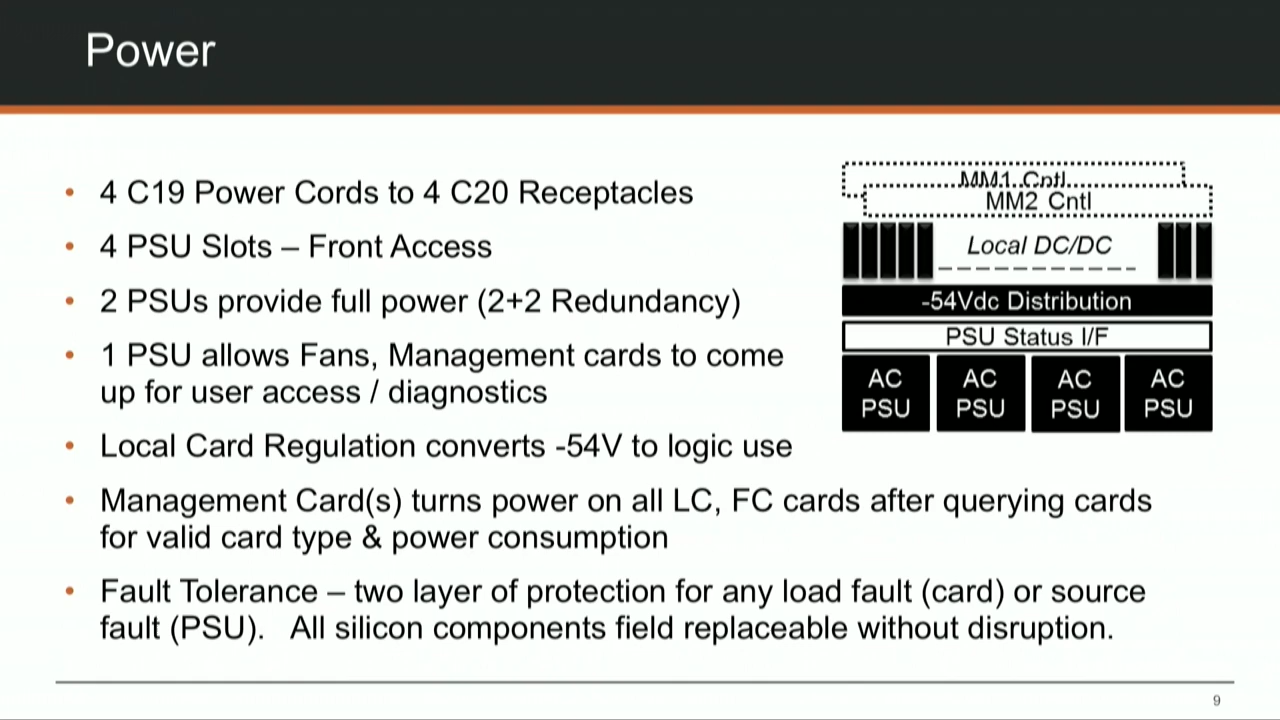 Power
• 4 C19 Power Cords to 4 C20 Receptacles
• 4 PSU Slots – Front Access
• 2 PSUs provide full power (2+2 Redundancy)
• 1 PSU allows Fans, Management cards to come
up for user access / diagnostics
• Local Card Regulation converts -54V to logic use
• Management Card(s) turns power on all LC, FC cards after querying cards
for valid card type & power consumption
• Fault Tolerance – two layer of protection for any load fault (card) or source
fault (PSU).   All silicon components field replaceable without disruption.
MM1 Cntl
MM2 Cntl
Local DC/DC
-54Vdc Distribution
PSU Status I/F
AC
PSU
AC
PSU
AC
PSU
AC
PSU
9